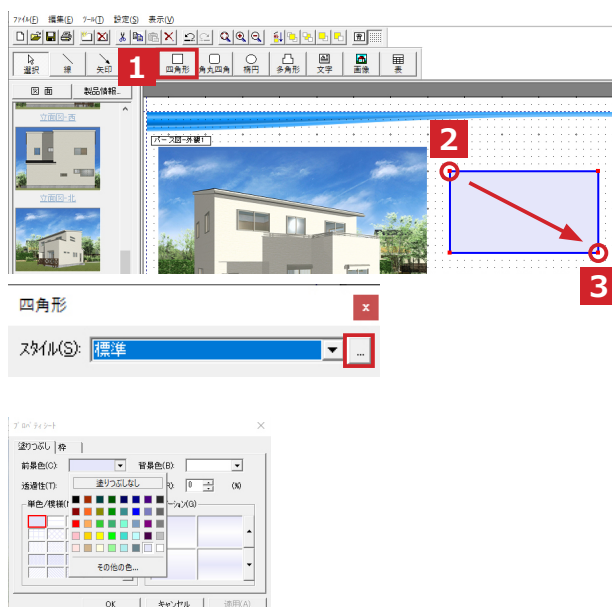 ファイル(F) 編集(E) ツール(T) 設定(S) 表示(V)
選択 線 矢印 四角形 角丸四角 楕円 多角形 文字 画像 表
1
図 面 製品情報...
立面図-西
パース図-外観1
2
立面図-北
3
四角形
x
スタイル(S): 標準 ...
プロパティシート
塗りつぶし 枠
前景色(C): 背景色(B):
透過性(T): 塗りつぶしなし R): 0 (%)
単色/模様(
ーション(G)
その他の色...
OK キャンセル 適用(A)